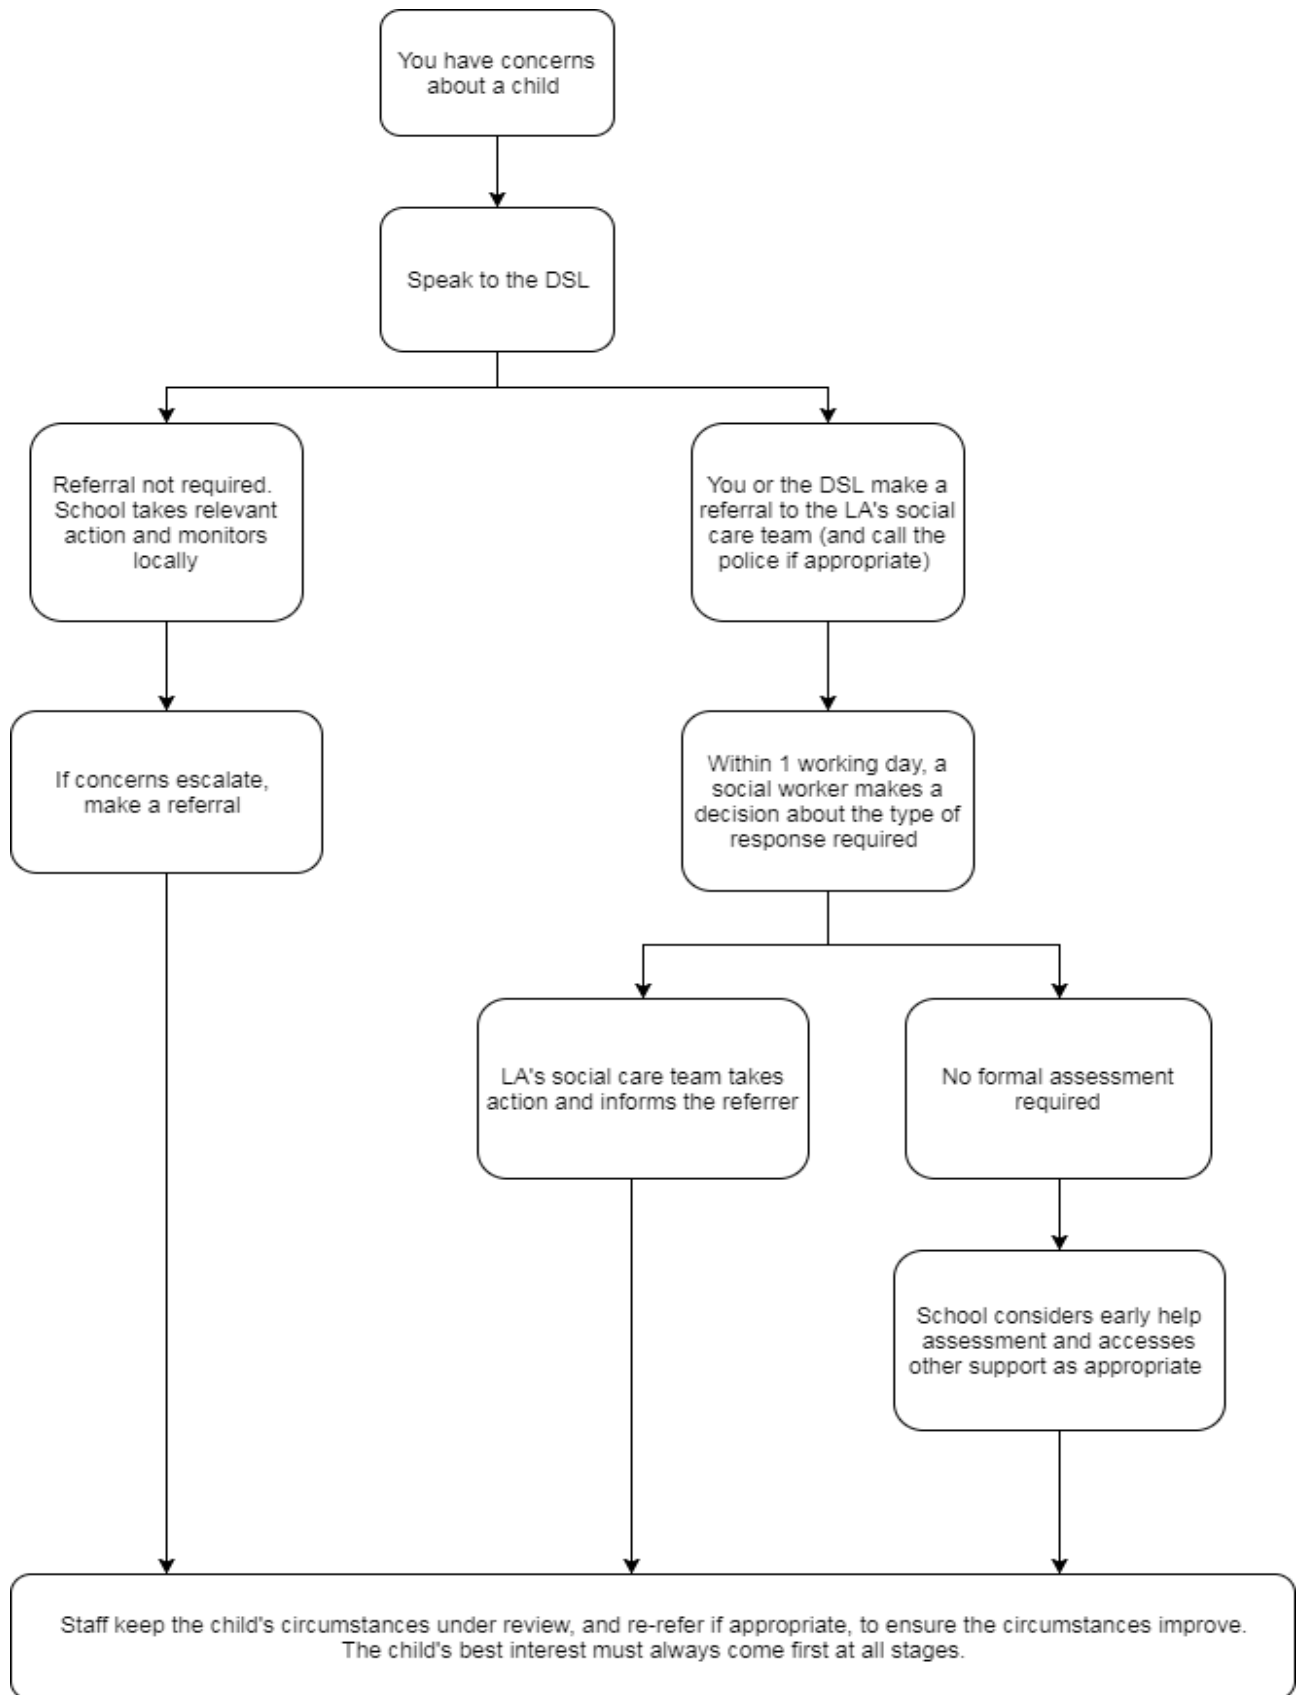 You have concerns
about a child
Speak to the DSL
Referral not required.
School takes relevant
action and monitors
locally
You or the DSL make a
referral to the LA's social
care team (and call the
police if appropriate)
If concerns escalate,
make a referral
Within 1 working day, a
social worker makes a
decision about the type of
response required
LA's social care team takes
action and informs the referrer
No formal assessment
required
School considers early help
assessment and accesses
other support as appropriate
Staff keep the child's circumstances under review, and re-refer if appropriate, to ensure the circumstances improve.
The child's best interest must always come first at all stages.